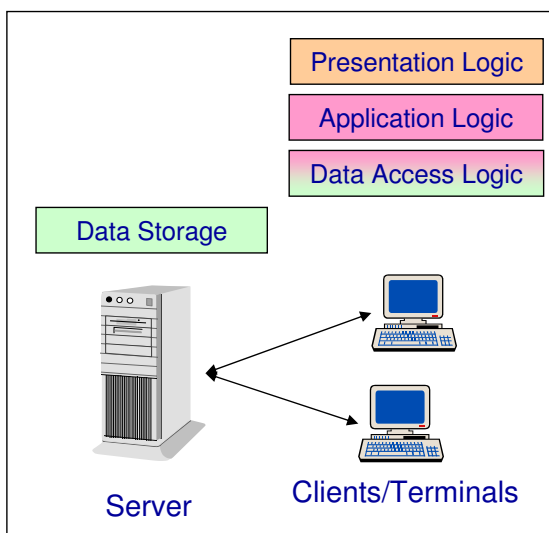 Presentation Logic
Application Logic
Data Access Logic
Data Storage
Server
Clients/Terminals